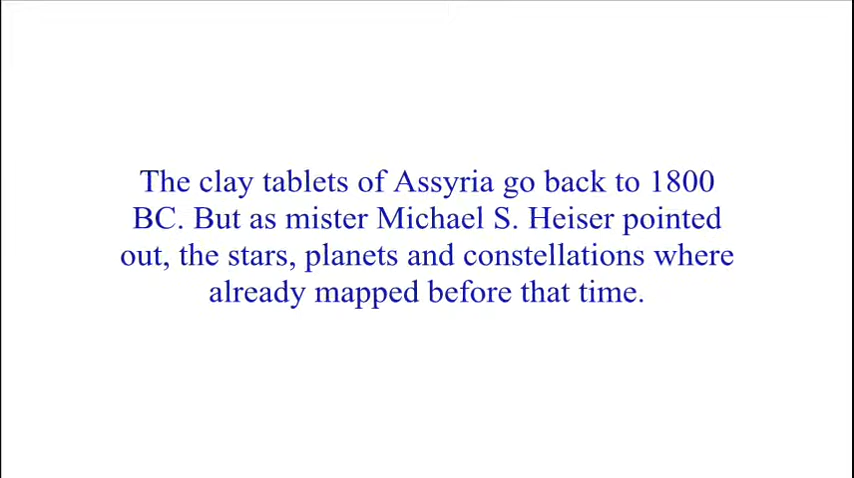 The clay tablets of Assyria go back to 1800
BC. But as mister Michael S. Heiser pointed
out, the stars, planets and constellations where
already mapped before that time.